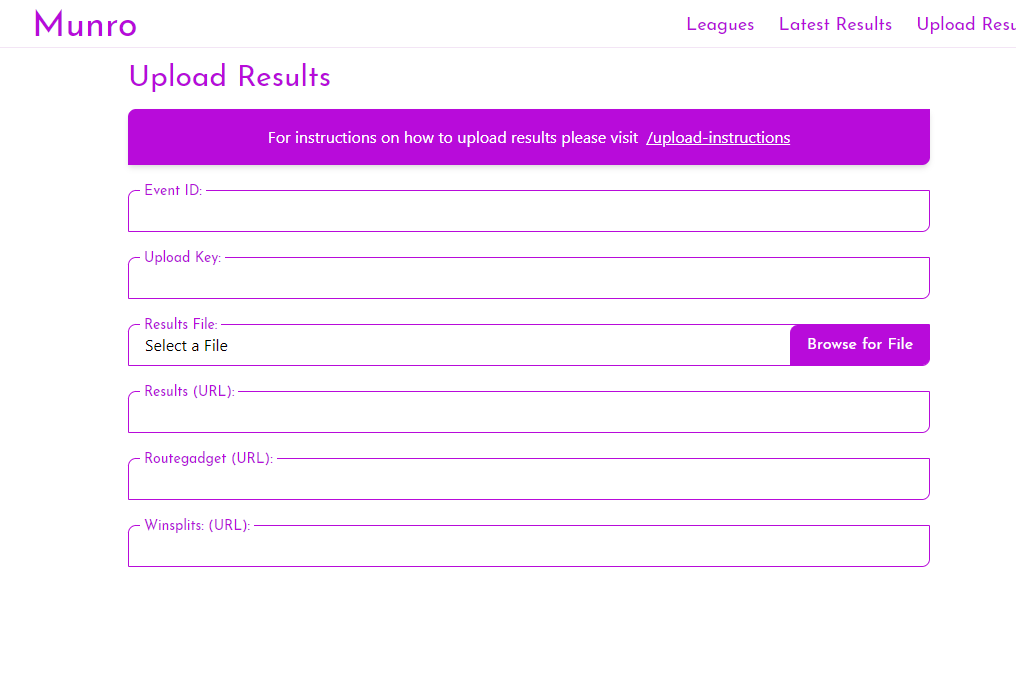 Munro
Leagues
Latest Results
Upload Resu
Upload Results
For instructions on how to upload results please visit /upload-instructions
Event ID:
Upload Key:
Results File:
Select a File
Browse for File
Results (URL):
Routegadget (URL):
Winsplits: (URL):